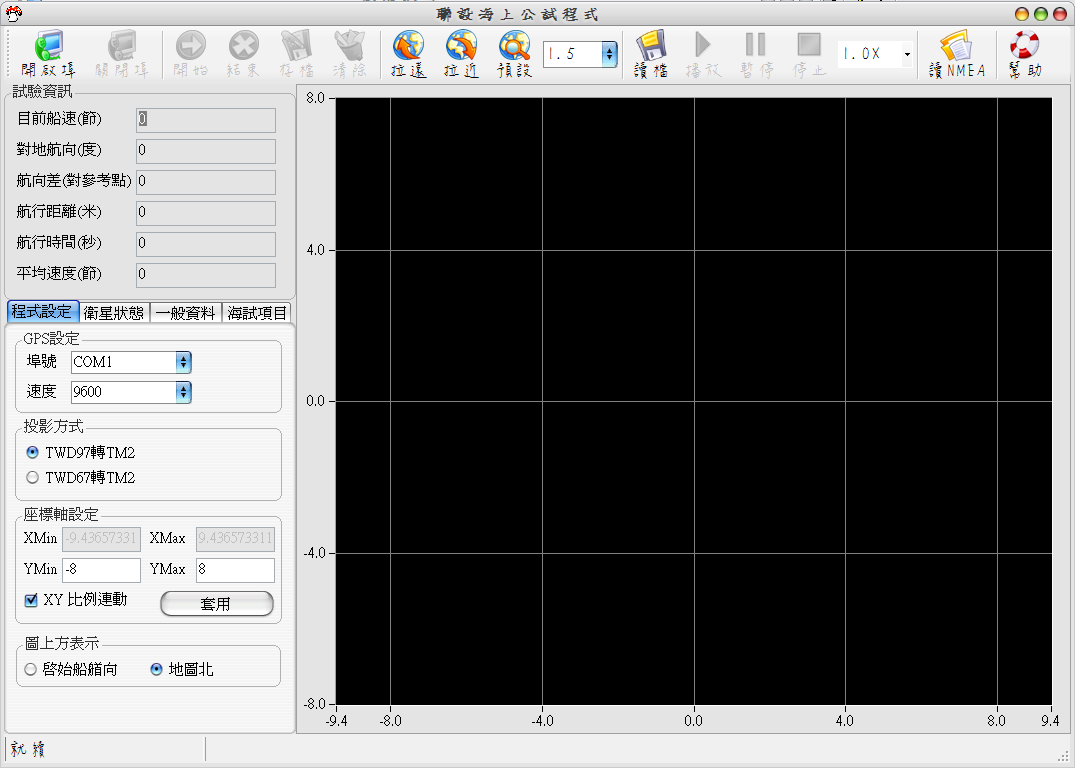 聯設海上公試程式
開啟埠 關閉埠 開始 結束 存檔 清除 拉遠 拉近 預設 1.5 讀檔 播放 暫停 停止 1.0X 讀NMEA 幫助
試驗資訊
目前船速(節) 0
對地航向(度) 0
航向差(對參考點) 0
航行距離(米) 0
航行時間(秒) 0
平均速度(節) 0
程式設定 衛星狀態 一般資料 海試項目
GPS設定
埠號 COM1
速度 9600
投影方式
TWD97轉TM2
TWD67轉TM2
座標軸設定
XMin -9.43657331 XMax 9.436573311
YMin -8 YMax 8
XY 比例連動 套用
圖上方表示
啓始船艏向 地圖北
8.0
4.0
0.0
-4.0
-8.0
-9.4 -8.0 -4.0 0.0 4.0 8.0 9.4
就緒